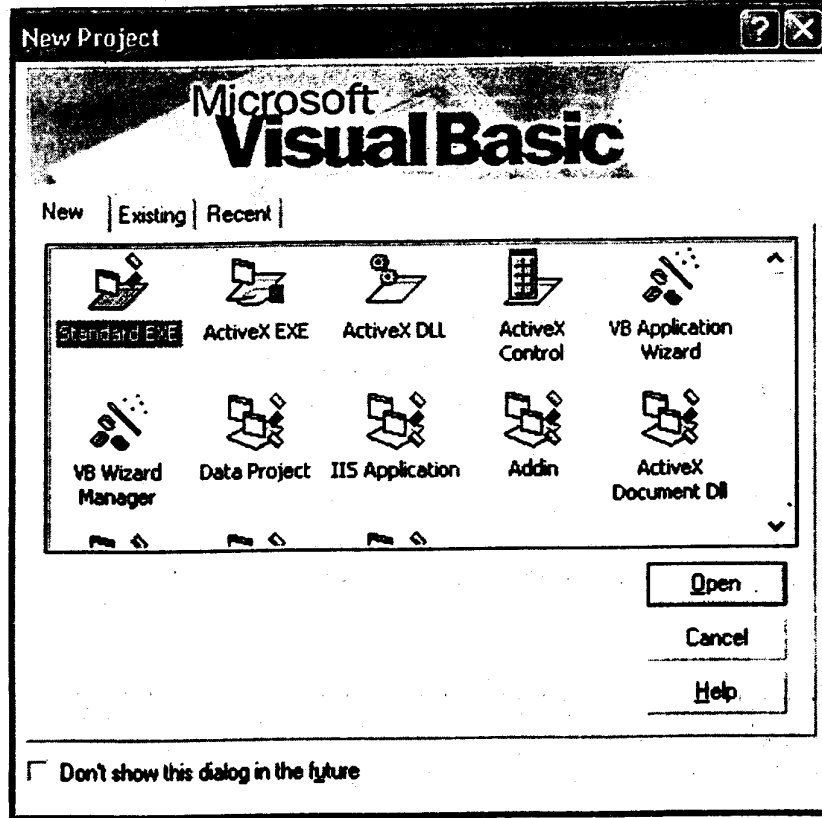 New Project
Microsoft
Visual Basic
New Existing Recent
Standard EXE ActiveX EXE ActiveX DLL ActiveX Control VB Application Wizard
VB Wizard Manager Data Project IIS Application Addin ActiveX Document Dll
Open
Cancel
Help
Don't show this dialog in the future